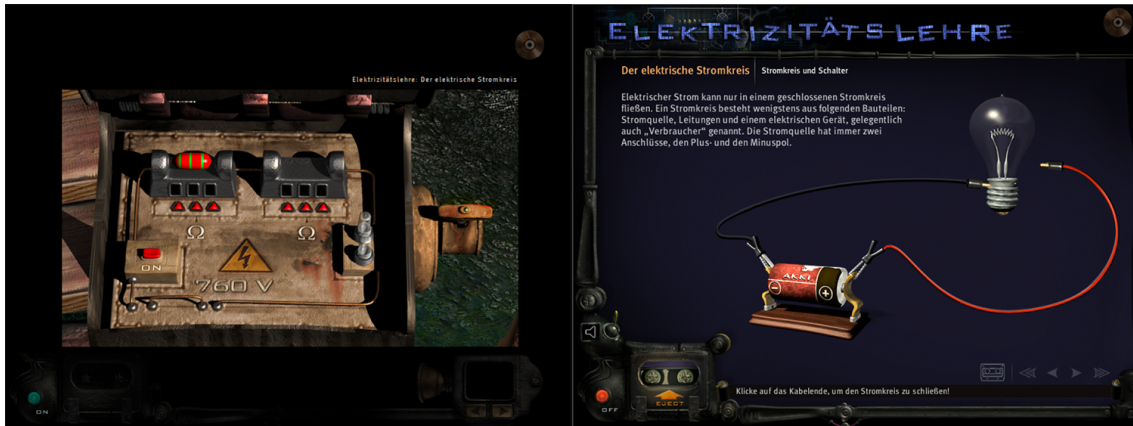 Elektrizitätslehre: Der elektrische Stromkreis
Ω Ω
ON
760 V
ON
ELEKTRIZITÄTSLEHRE
Der elektrische Stromkreis Stromkreis und Schalter
Elektrischer Strom kann nur in einem geschlossenen Stromkreis
fließen. Ein Stromkreis besteht wenigstens aus folgenden Bauteilen:
Stromquelle, Leitungen und einem elektrischen Gerät, gelegentlich
auch „Verbraucher" genannt. Die Stromquelle hat immer zwei
Anschlüsse, den Plus- und den Minuspol.
AKKU
− +
EJECT
OFF
Klicke auf das Kabelende, um den Stromkreis zu schließen!